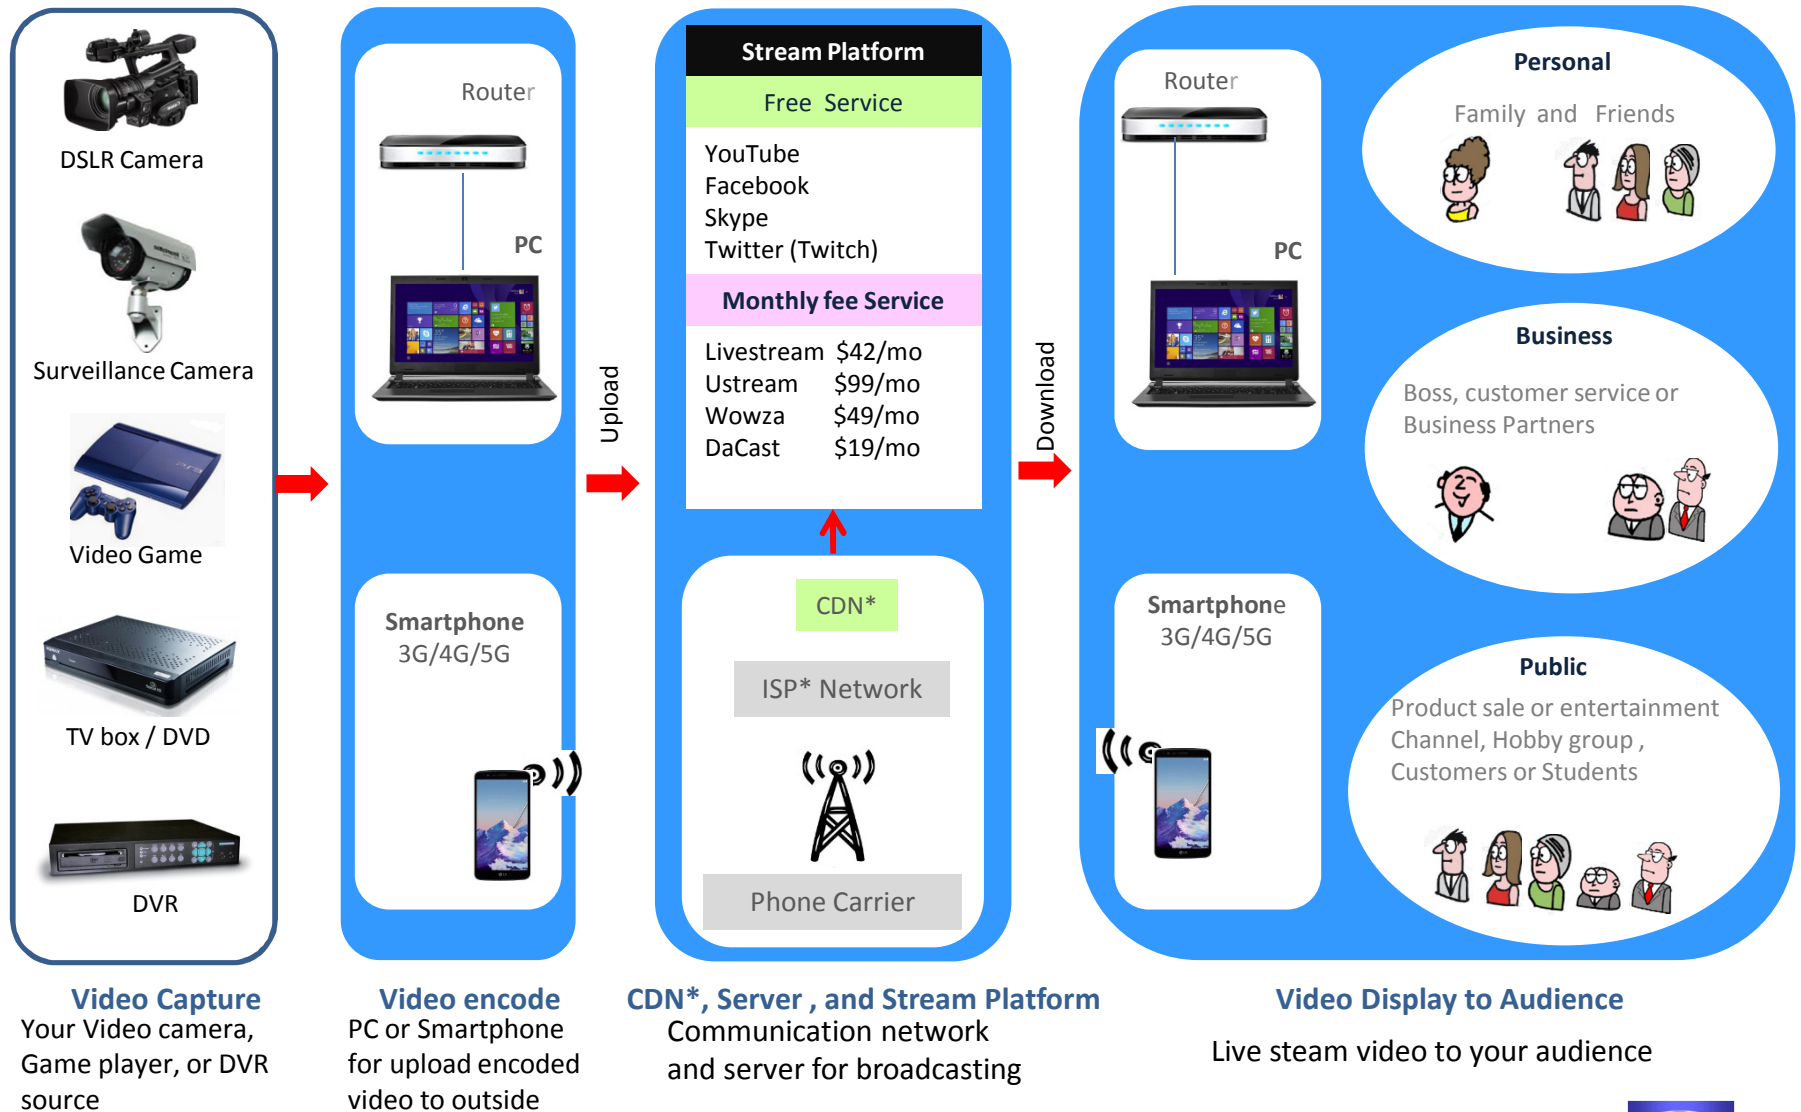 DSLR Camera
Surveillance Camera
PS3
Video Game
TV box / DVD
DVR
Video Capture
Your Video camera,
Game player, or DVR
source
Router
PC
Smartphone
3G/4G/5G
Video encode
PC or Smartphone
for upload encoded
video to outside
Upload
Stream Platform
Free Service
YouTube
Facebook
Skype
Twitter (Twitch)
Monthly fee Service
Livestream $42/mo
Ustream $99/mo
Wowza $49/mo
DaCast $19/mo
CDN*
ISP* Network
Phone Carrier
CDN*, Server , and Stream Platform
Communication network
and server for broadcasting
Download
Router
PC
Smartphone
3G/4G/5G
Personal
Family and Friends
Business
Boss, customer service or
Business Partners
Public
Product sale or entertainment
Channel, Hobby group ,
Customers or Students
Video Display to Audience
Live steam video to your audience